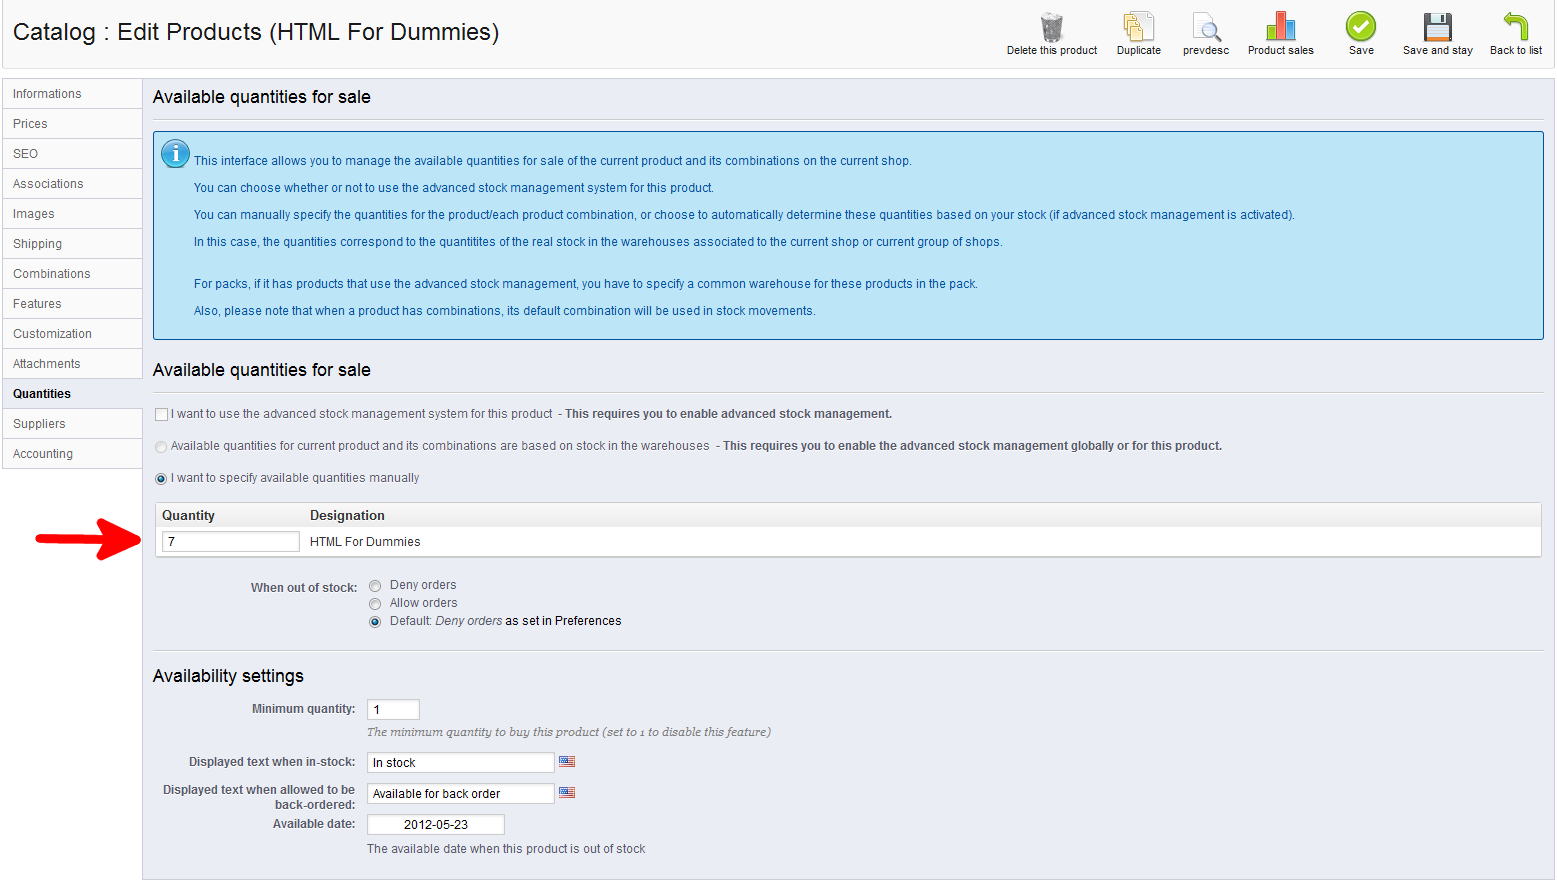 Catalog : Edit Products (HTML For Dummies)
Delete this product
Duplicate
prevdesc
Product sales
Save
Save and stay
Back to list
Informations
Prices
SEO
Associations
Images
Shipping
Combinations
Features
Customization
Attachments
Quantities
Suppliers
Accounting
Available quantities for sale
This interface allows you to manage the available quantities for sale of the current product and its combinations on the current shop.
You can choose whether or not to use the advanced stock management system for this product.
You can manually specify the quantities for the product/each product combination, or choose to automatically determine these quantities based on your stock (if advanced stock management is activated).
In this case, the quantities correspond to the quantitites of the real stock in the warehouses associated to the current shop or current group of shops.
For packs, if it has products that use the advanced stock management, you have to specify a common warehouse for these products in the pack.
Also, please note that when a product has combinations, its default combination will be used in stock movements.
Available quantities for sale
I want to use the advanced stock management system for this product - This requires you to enable advanced stock management.
Available quantities for current product and its combinations are based on stock in the warehouses - This requires you to enable the advanced stock management globally or for this product.
I want to specify available quantities manually
Quantity Designation
7 HTML For Dummies
When out of stock: Deny orders
Allow orders
Default: Deny orders as set in Preferences
Availability settings
Minimum quantity: 1
The minimum quantity to buy this product (set to 1 to disable this feature)
Displayed text when in-stock: In stock
Displayed text when allowed to be
back-ordered: Available for back order
Available date: 2012-05-23
The available date when this product is out of stock